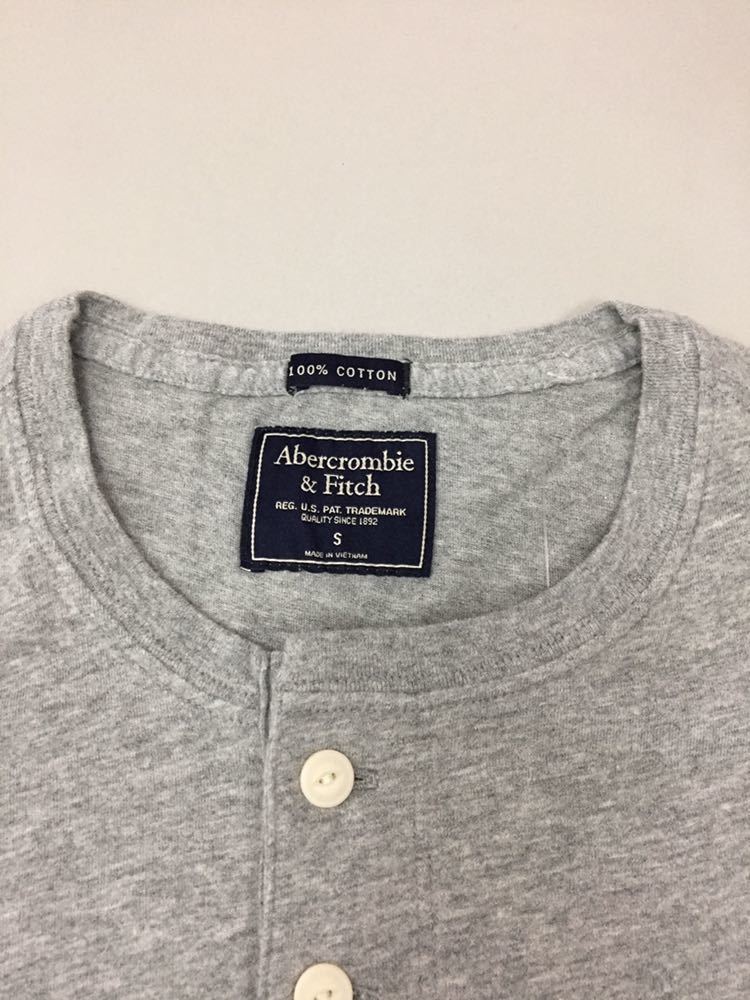 100% COTTON
Abercrombie
& Fitch
REG. U.S. PAT. TRADEMARK
QUALITY SINCE 1892
S
MADE IN VIETNAM